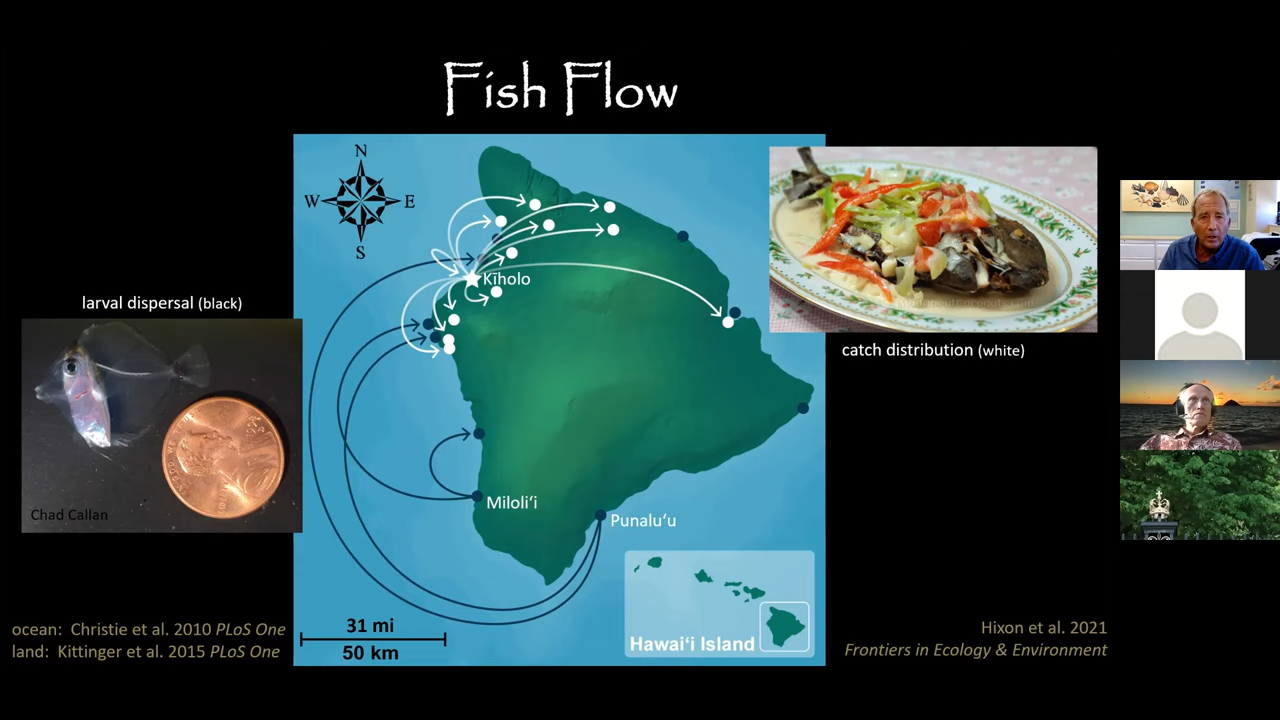 Fish Flow
N
W
E
S
Kīholo
larval dispersal (black)
catch distribution (white)
Chad Callan
Miloliʻi
Punaluʻu
31 mi
50 km
Hawaiʻi Island
ocean: Christie et al. 2010 PLoS One
land: Kittinger et al. 2015 PLoS One
Hixon et al. 2021
Frontiers in Ecology & Environment